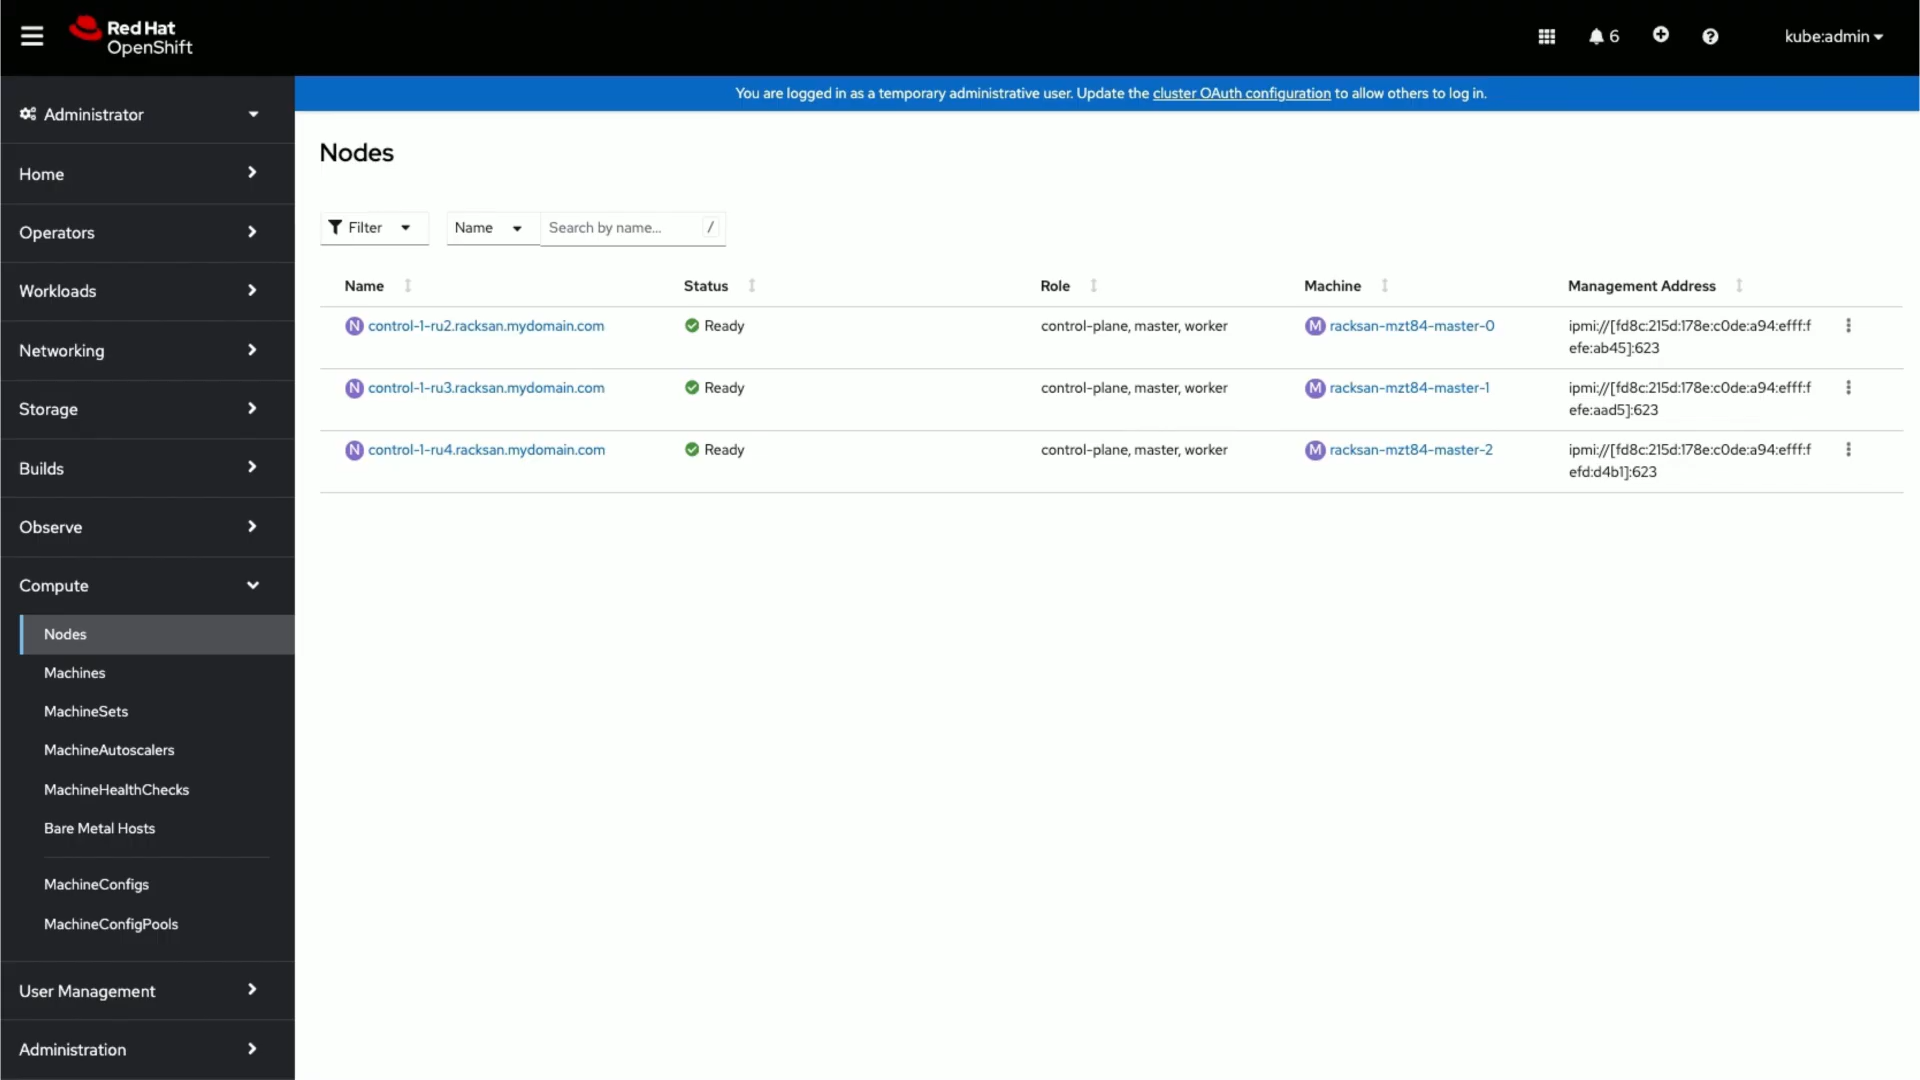 Red Hat
OpenShift
6
kube:admin
You are logged in as a temporary administrative user. Update the cluster OAuth configuration to allow others to log in.
Administrator
Home
Operators
Workloads
Networking
Storage
Builds
Observe
Compute
Nodes
Machines
MachineSets
MachineAutoscalers
MachineHealthChecks
Bare Metal Hosts
MachineConfigs
MachineConfigPools
User Management
Administration
Nodes
Filter Name Search by name... /
Name Status Role Machine Management Address
N control-1-ru2.racksan.mydomain.com Ready control-plane, master, worker M racksan-mzt84-master-0 ipmi://[fd8c:215d:178e:c0de:a94:efff:f
efe:ab45]:623
N control-1-ru3.racksan.mydomain.com Ready control-plane, master, worker M racksan-mzt84-master-1 ipmi://[fd8c:215d:178e:c0de:a94:efff:f
efe:aad5]:623
N control-1-ru4.racksan.mydomain.com Ready control-plane, master, worker M racksan-mzt84-master-2 ipmi://[fd8c:215d:178e:c0de:a94:efff:f
efd:d4b1]:623